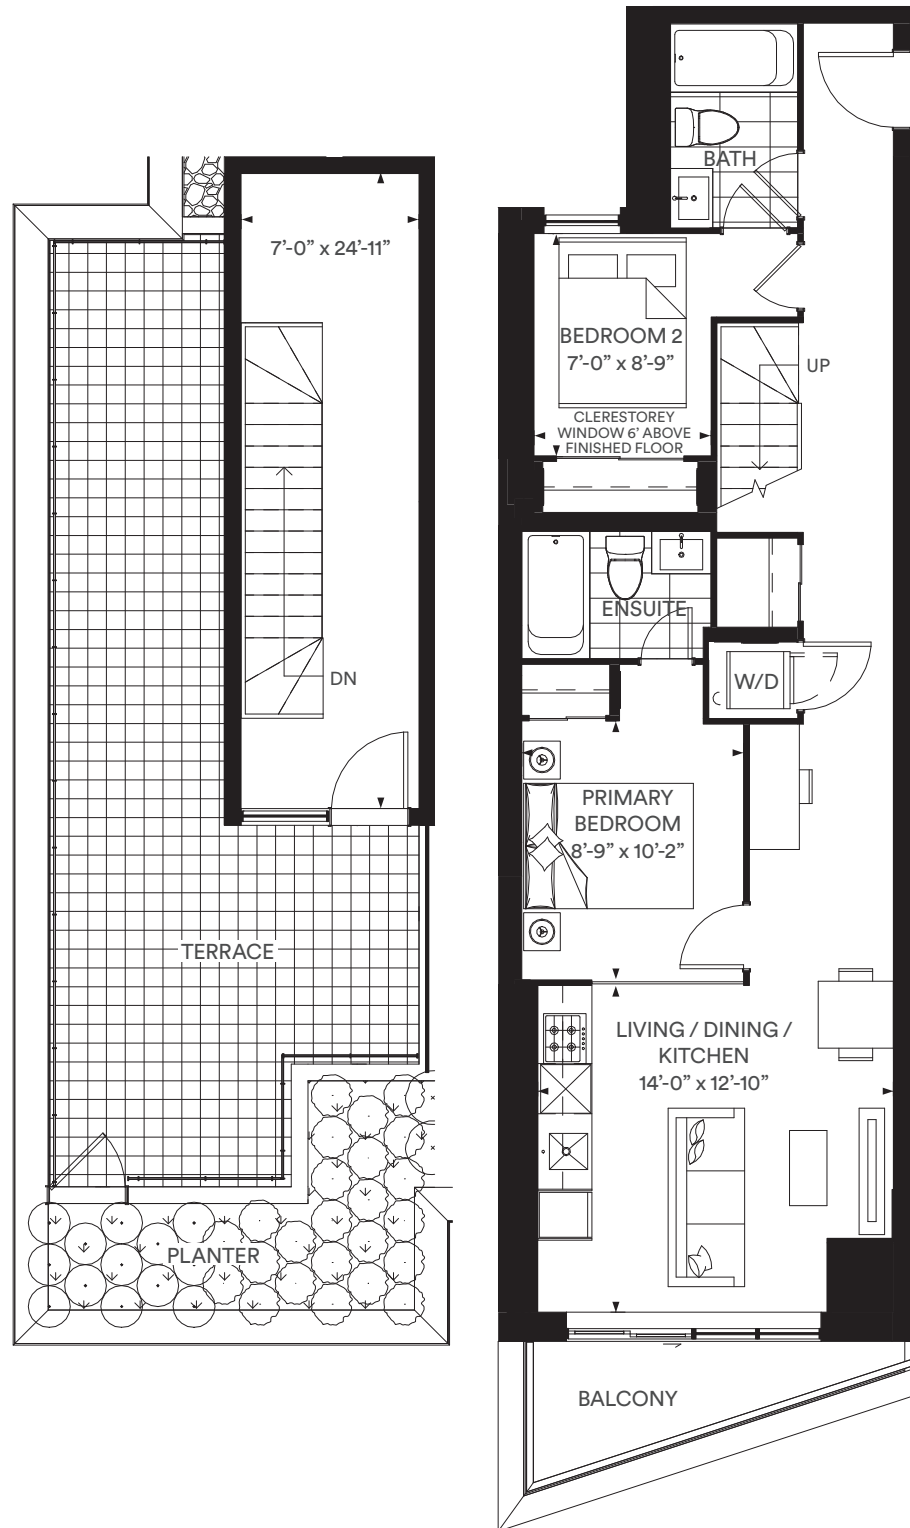 7'-0" x 24'-11"
DN
TERRACE
PLANTER
BATH
BEDROOM 2
7'-0" x 8'-9"
CLERESTOREY
WINDOW 6' ABOVE
FINISHED FLOOR
UP
ENSUITE
W/D
PRIMARY
BEDROOM
8'-9" x 10'-2"
LIVING / DINING /
KITCHEN
14'-0" x 12'-10"
BALCONY